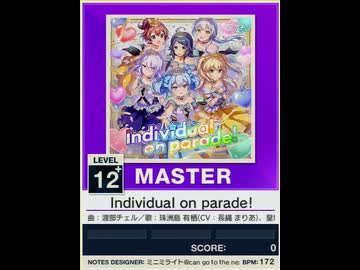 individual on parade!
LEVEL
12+
MASTER
Individual on parade!
曲：渡部チェル／歌：珠洲島 有栖(CV：長縄 まりあ)、皇城
SCORE: 0
NOTES DESIGNER: ミニミライト@can go to the ne: BPM: 172